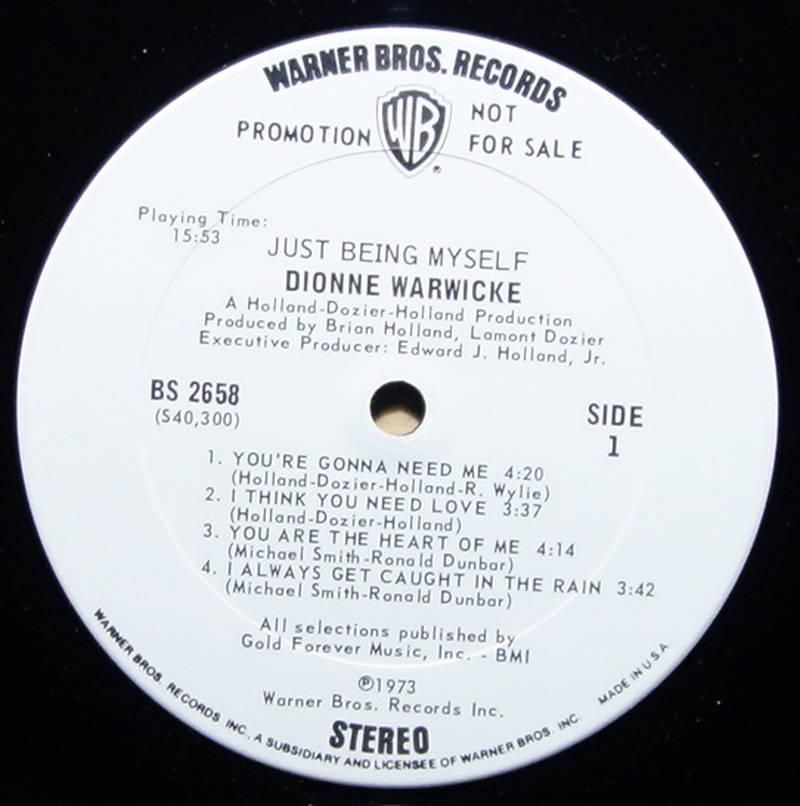 WARNER BROS. RECORDS
PROMOTION WB NOT
FOR SALE
®
Playing Time:
15:53
JUST BEING MYSELF
DIONNE WARWICKE
A Holland-Dozier-Holland Production
Produced by Brian Holland, Lamont Dozier
Executive Producer: Edward J. Holland, Jr.
BS 2658
(S40,300)
SIDE
1
1. YOU'RE GONNA NEED ME 4:20
(Holland-Dozier-Holland-R. Wylie)
2. I THINK YOU NEED LOVE 3:37
(Holland-Dozier-Holland)
3. YOU ARE THE HEART OF ME 4:14
(Michael Smith-Ronald Dunbar)
4. I ALWAYS GET CAUGHT IN THE RAIN 3:42
(Michael Smith-Ronald Dunbar)
All selections published by
Gold Forever Music, Inc. - BMI
℗1973
Warner Bros. Records Inc.
STEREO
WARNER BROS. RECORDS INC., A SUBSIDIARY AND LICENSEE OF WARNER BROS. INC. MADE IN U.S.A